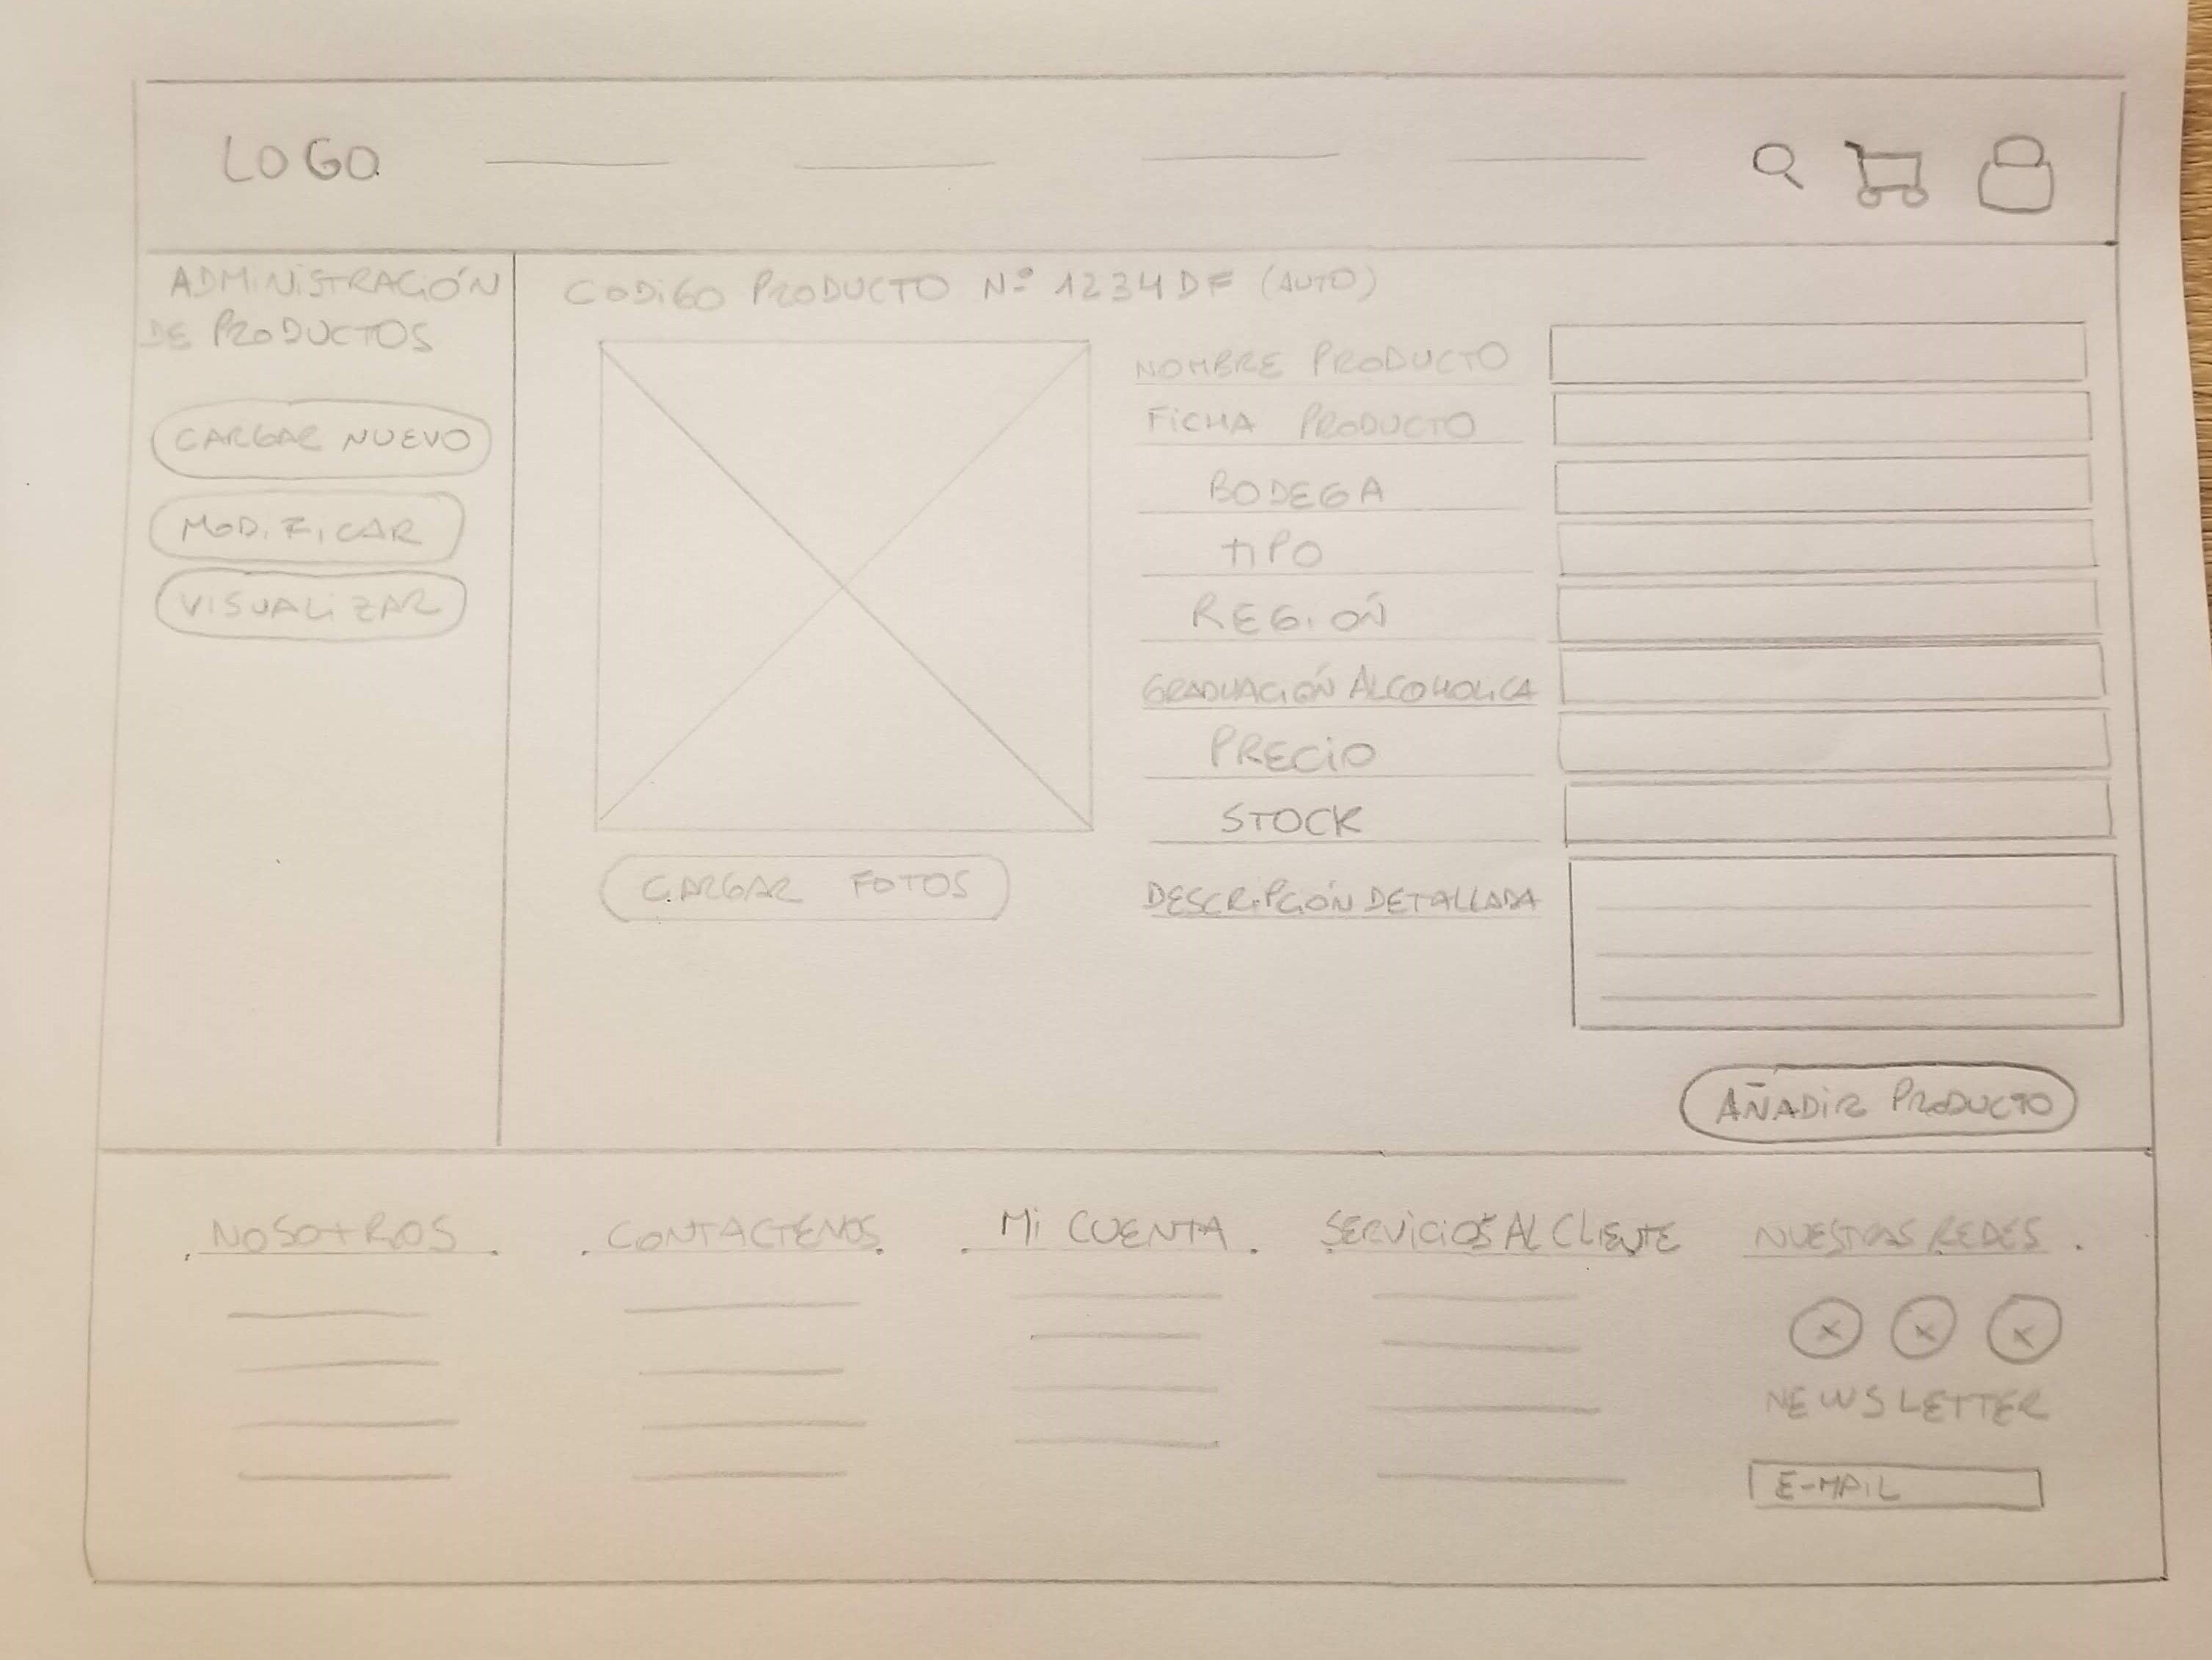 LOGO
ADMINISTRACIÓN
DE PRODUCTOS
CARGAR NUEVO
MODIFICAR
VISUALIZAR
CODIGO PRODUCTO Nº 1234DF (AUTO)
CARGAR FOTOS
NOMBRE PRODUCTO
FICHA PRODUCTO
BODEGA
TIPO
REGIÓN
GRADUACIÓN ALCOHOLICA
PRECIO
STOCK
DESCRIPCIÓN DETALLADA
AÑADIR PRODUCTO
NOSOTROS
CONTACTENOS
MI CUENTA
SERVICIOS AL CLIENTE
NUESTRAS REDES
X X X
NEWSLETTER
E-MAIL